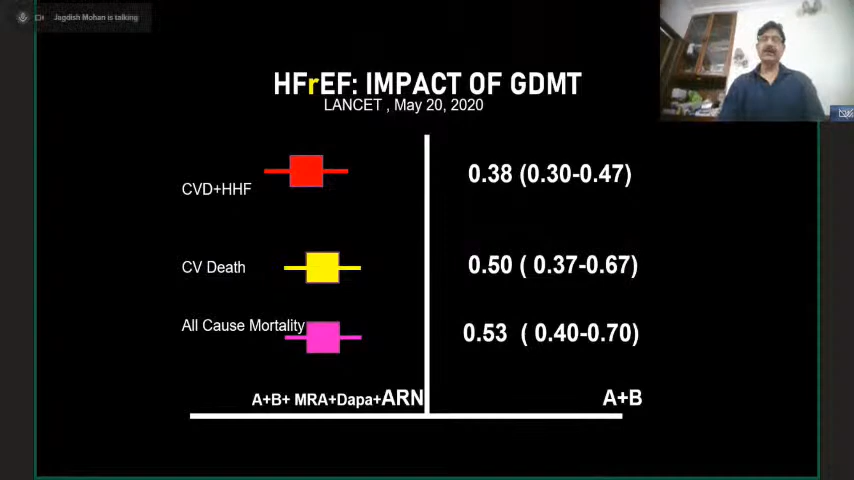 Jagdish Mohan is talking
HFrEF: IMPACT OF GDMT
LANCET , May 20, 2020
CVD+HHF
0.38 (0.30-0.47)
CV Death
0.50 ( 0.37-0.67)
All Cause Mortality
0.53 ( 0.40-0.70)
A+B+ MRA+Dapa+ARN
A+B